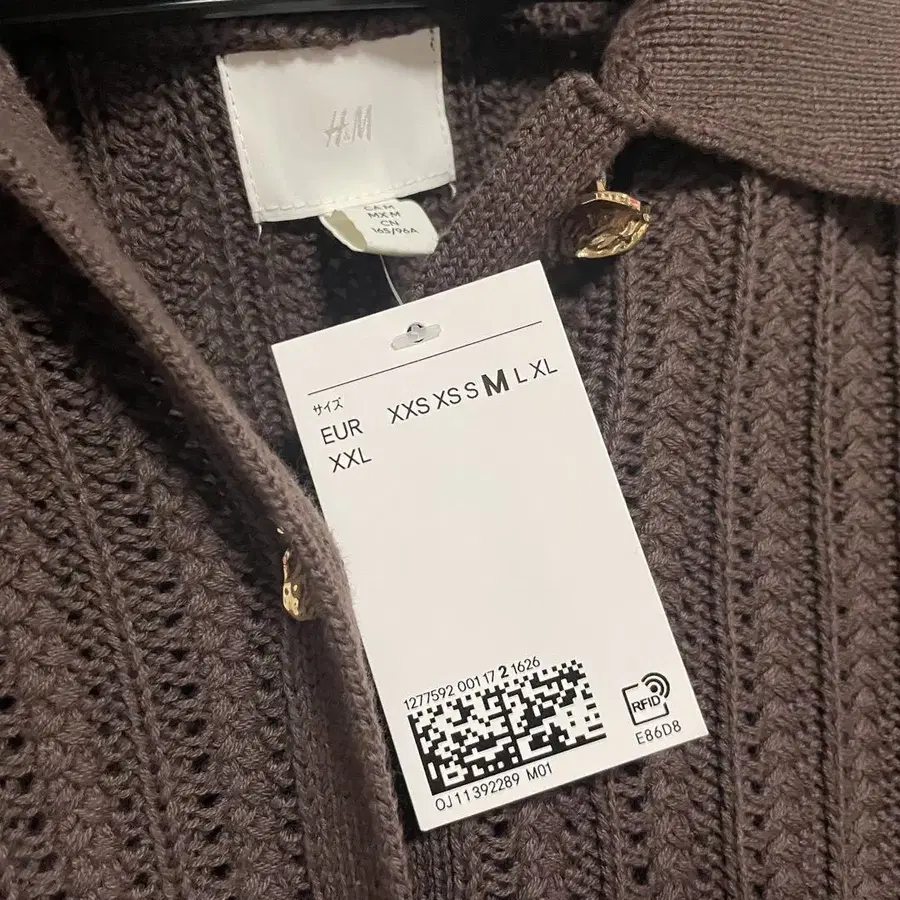 H&M
CA M
MX M
CN
165/96A
サイズ
EUR XXS XS S M L XL
XXL
1277592 001 17 2 1626
RFID
OJ11392289 M01
E86D8